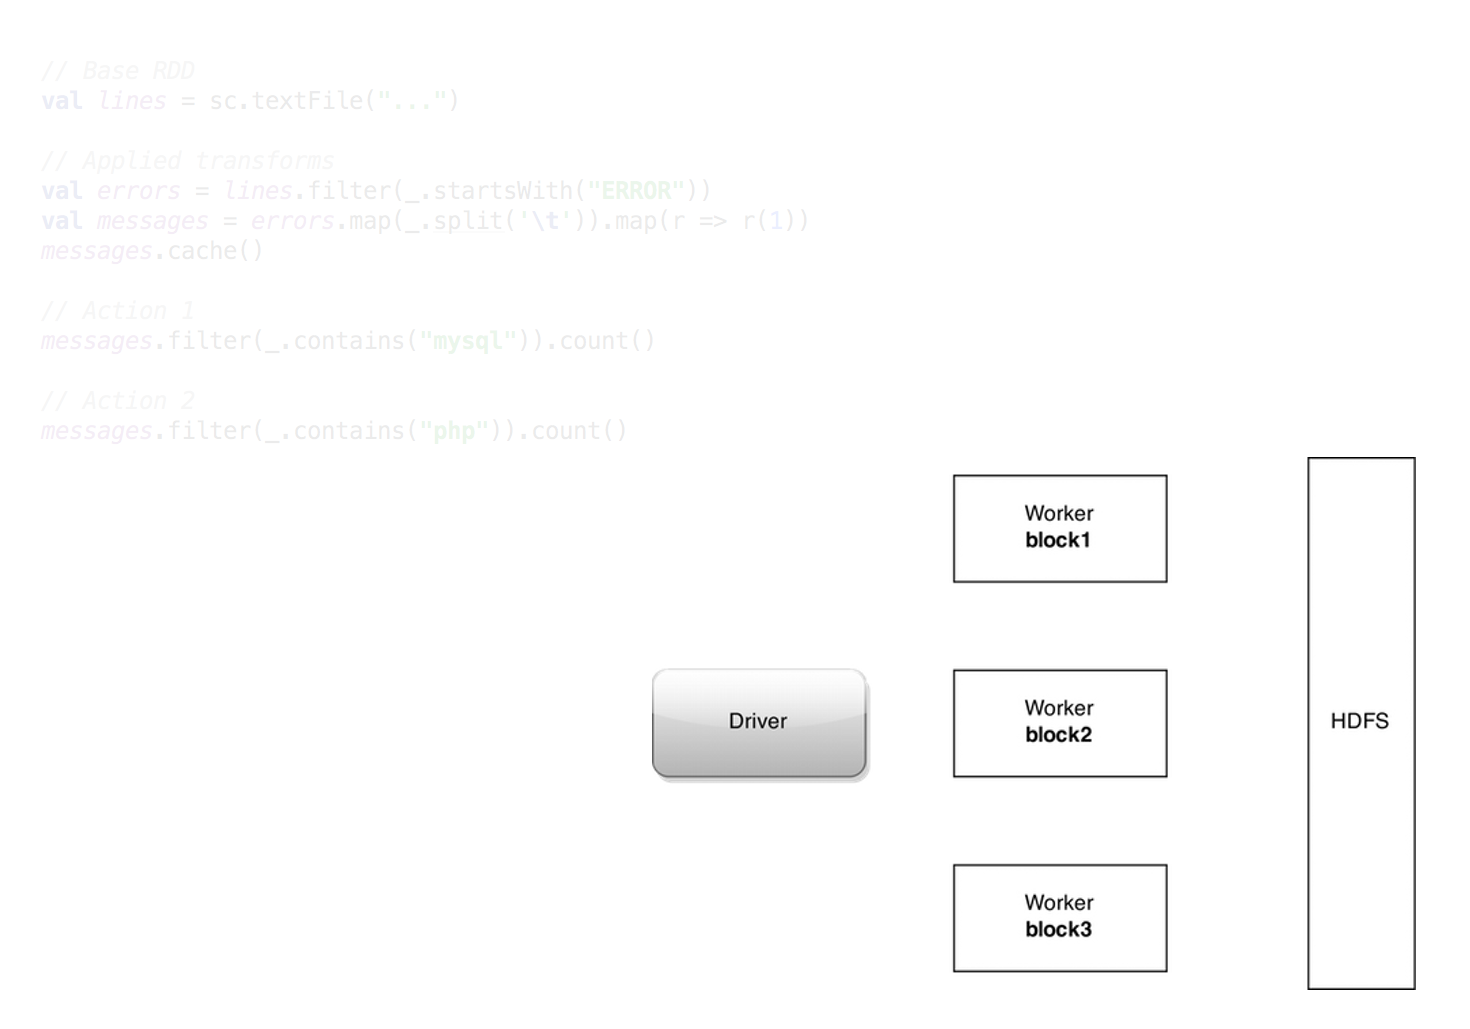 // Base RDD
val lines = sc.textFile("...")
// Applied transforms
val errors = lines.filter(_.startsWith("ERROR"))
val messages = errors.map(_.split('\t')).map(r => r(1))
messages.cache()
// Action 1
messages.filter(_.contains("mysql")).count()
// Action 2
messages.filter(_.contains("php")).count()
Worker
block1
Driver
Worker
block2
HDFS
Worker
block3